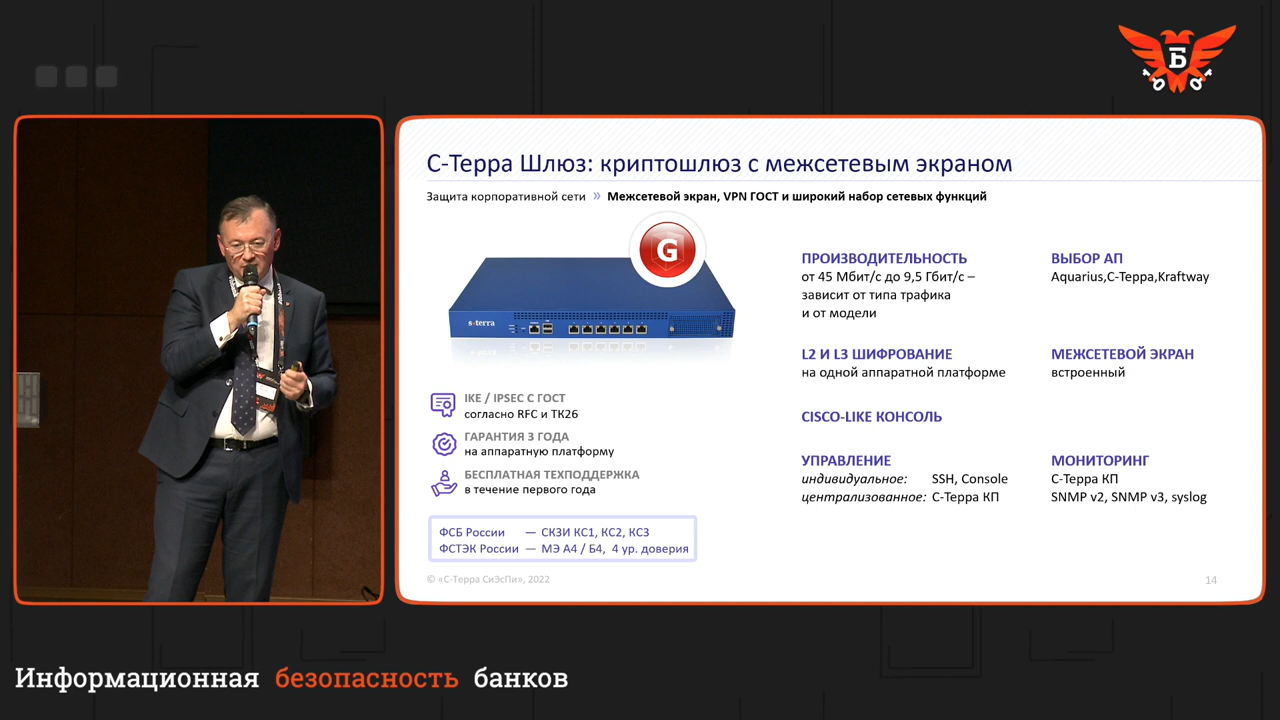 Б
С-Терра Шлюз: криптошлюз с межсетевым экраном
Защита корпоративной сети » Межсетевой экран, VPN ГОСТ и широкий набор сетевых функций
G
s·terra
IKE / IPSEC С ГОСТ
согласно RFC и ТК26
ГАРАНТИЯ 3 ГОДА
на аппаратную платформу
БЕСПЛАТНАЯ ТЕХПОДДЕРЖКА
в течение первого года
ФСБ России — СКЗИ КС1, КС2, КС3
ФСТЭК России — МЭ А4 / Б4, 4 ур. доверия
ПРОИЗВОДИТЕЛЬНОСТЬ
от 45 Мбит/с до 9,5 Гбит/с –
зависит от типа трафика
и от модели
ВЫБОР АП
Aquarius,С-Терра,Kraftway
L2 И L3 ШИФРОВАНИЕ
на одной аппаратной платформе
МЕЖСЕТЕВОЙ ЭКРАН
встроенный
CISCO-LIKE КОНСОЛЬ
УПРАВЛЕНИЕ
индивидуальное: SSH, Console
централизованное: С-Терра КП
МОНИТОРИНГ
С-Терра КП
SNMP v2, SNMP v3, syslog
© «С-Терра СиЭсПи», 2022
14
Информационная безопасность банков